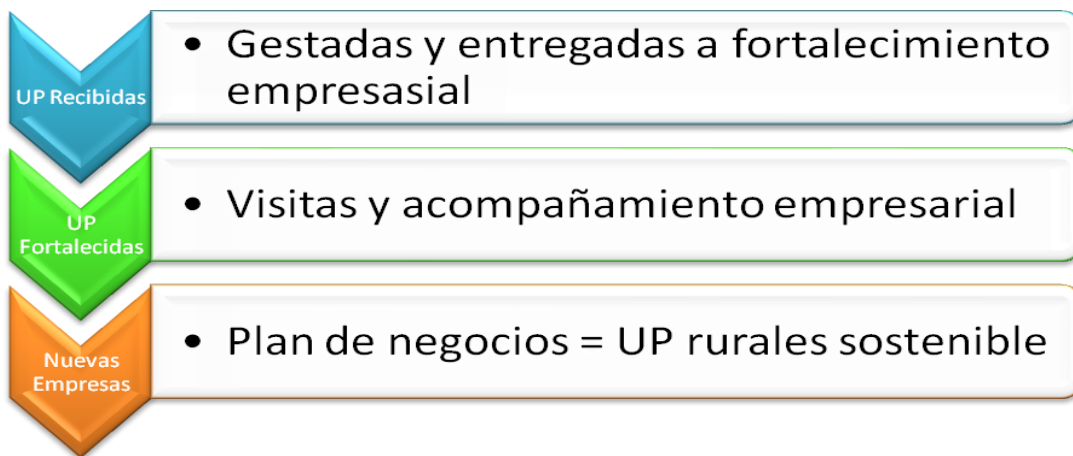 UP Recibidas
• Gestadas y entregadas a fortalecimiento
empresasial
UP
Fortalecidas
• Visitas y acompañamiento empresarial
Nuevas
Empresas
• Plan de negocios = UP rurales sostenible